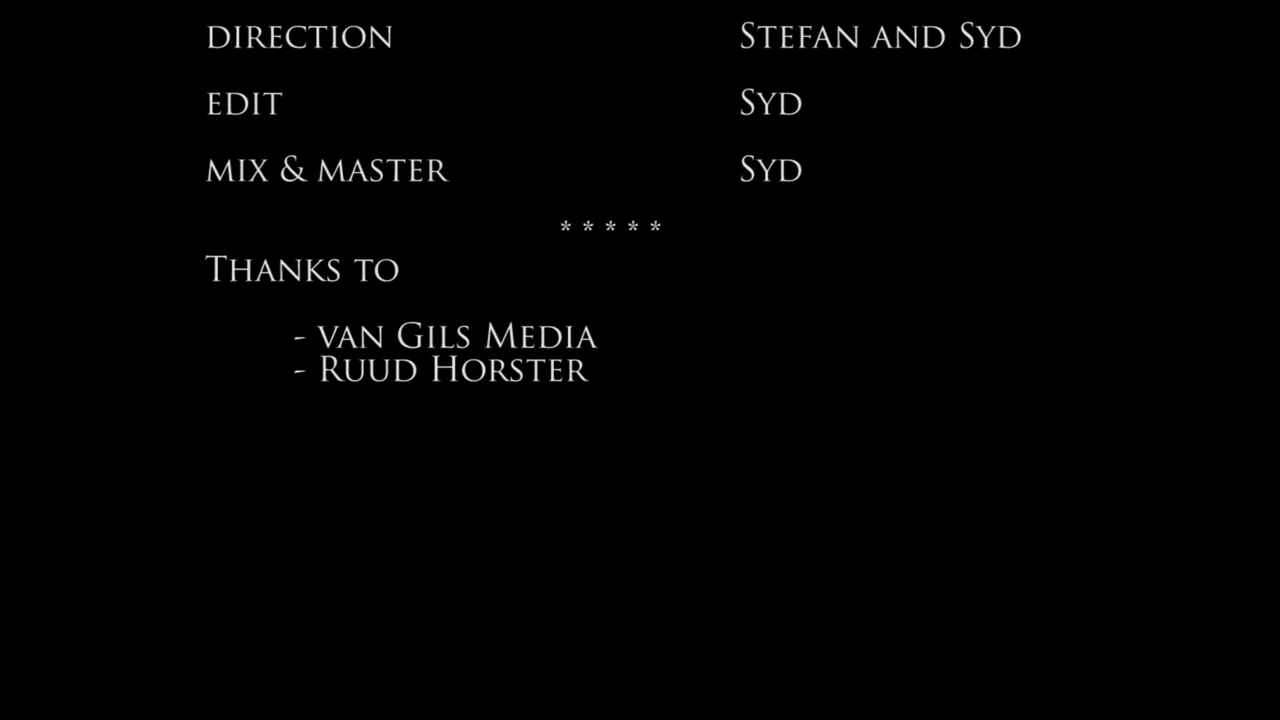 DIRECTION STEFAN AND SYD
EDIT SYD
MIX & MASTER SYD
* * * * *
THANKS TO
- VAN GILS MEDIA
- RUUD HORSTER